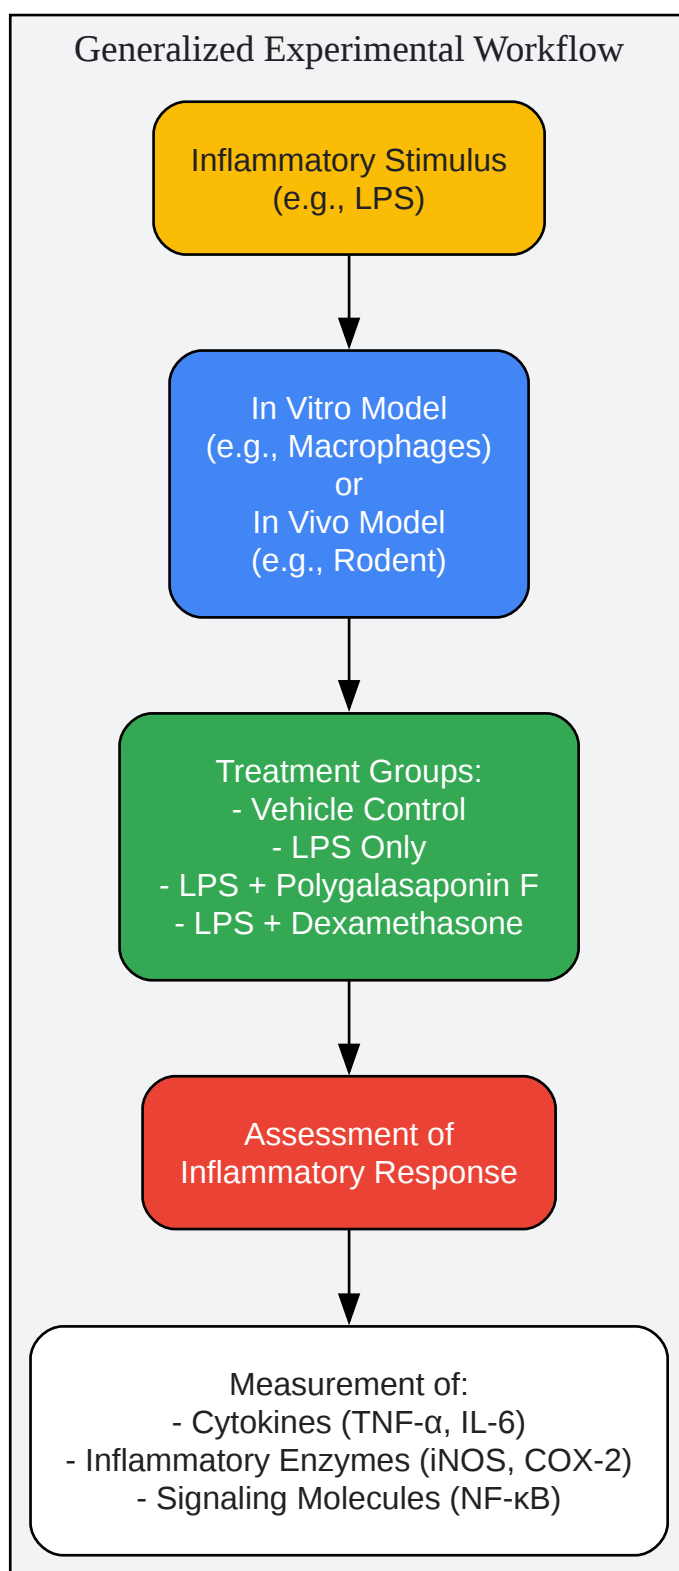 Generalized Experimental Workflow
Inflammatory Stimulus
(e.g., LPS)
In Vitro Model
(e.g., Macrophages)
or
In Vivo Model
(e.g., Rodent)
Treatment Groups:
- Vehicle Control
- LPS Only
- LPS + Polygalasaponin F
- LPS + Dexamethasone
Assessment of
Inflammatory Response
Measurement of:
- Cytokines (TNF-α, IL-6)
- Inflammatory Enzymes (iNOS, COX-2)
- Signaling Molecules (NF-κB)